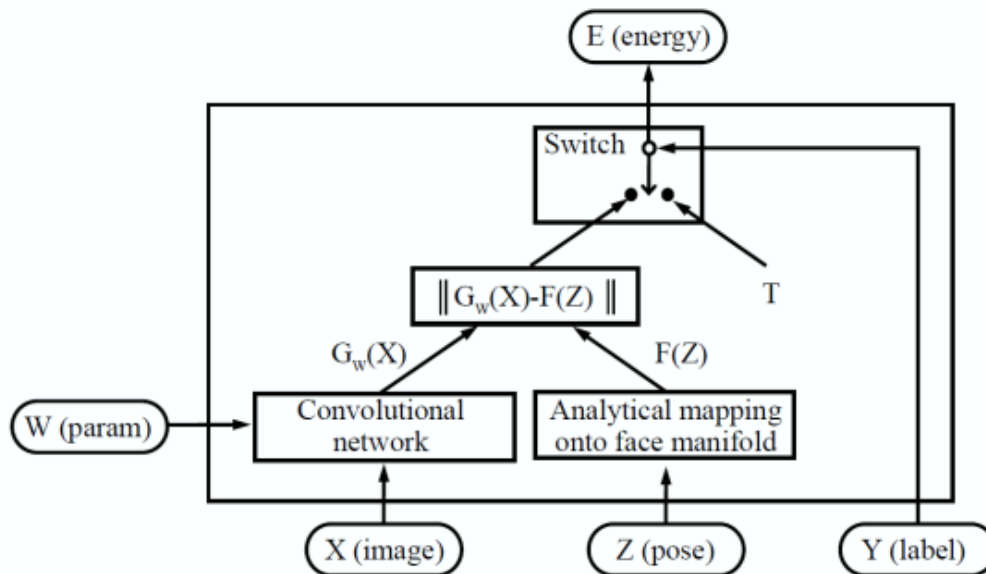 E (energy)
Switch
T
‖G_w(X)-F(Z)‖
G_w(X)
F(Z)
W (param)
Convolutional
network
Analytical mapping
onto face manifold
X (image)
Z (pose)
Y (label)